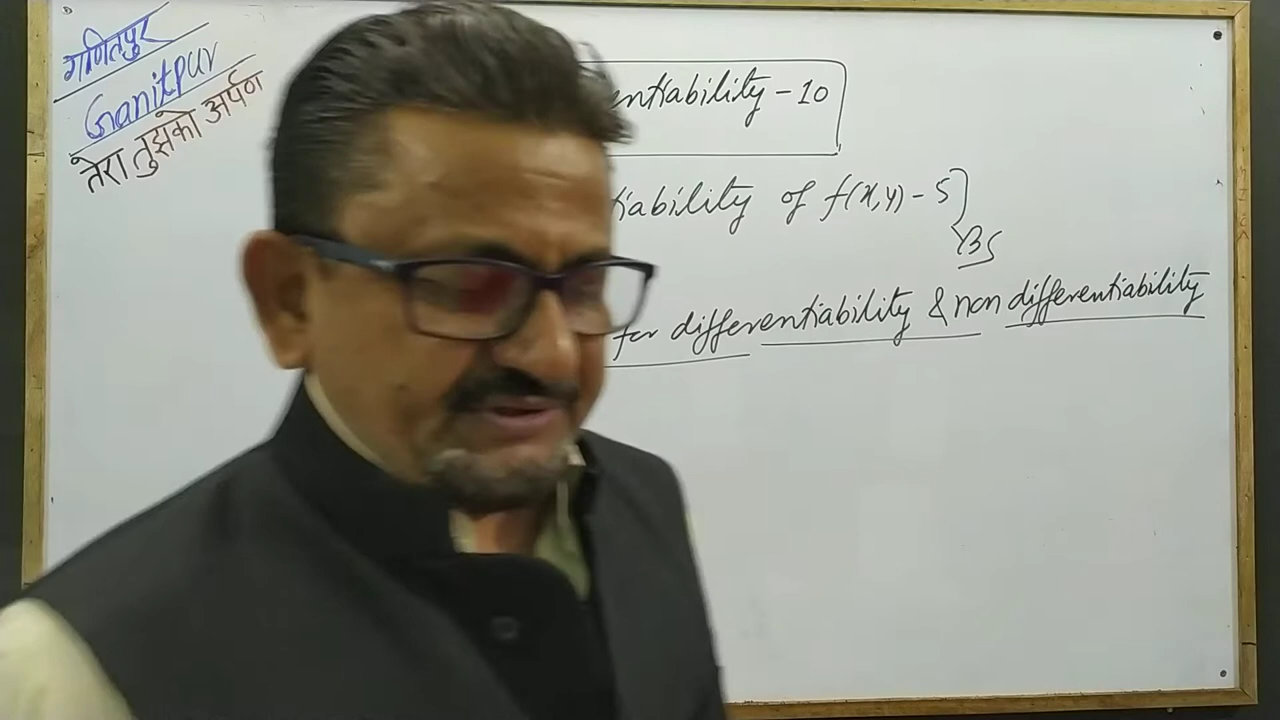 गणितपुर
Ganitpur
तेरा तुझको अर्पण
entiability - 10
tiability of f(x,y) - 5
for differentiability & non differentiability